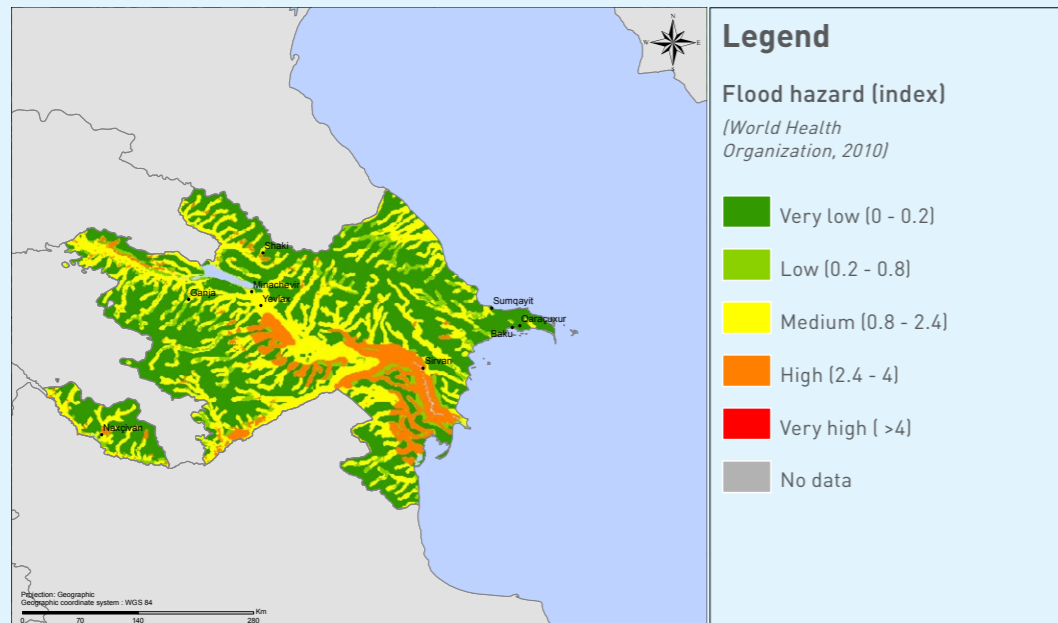 N
W
E
S
Shaki
Minachevir
Ganja
Yevlax
Sumqayit
Qaraçuxur
Baku
Sirvan
Naxçivan
Projection: Geographic
Geographic coordinate system : WGS 84
Km
0 70 140 280
Legend
Flood hazard (index)
(World Health
Organization, 2010)
Very low (0 - 0.2)
Low (0.2 - 0.8)
Medium (0.8 - 2.4)
High (2.4 - 4)
Very high ( >4)
No data